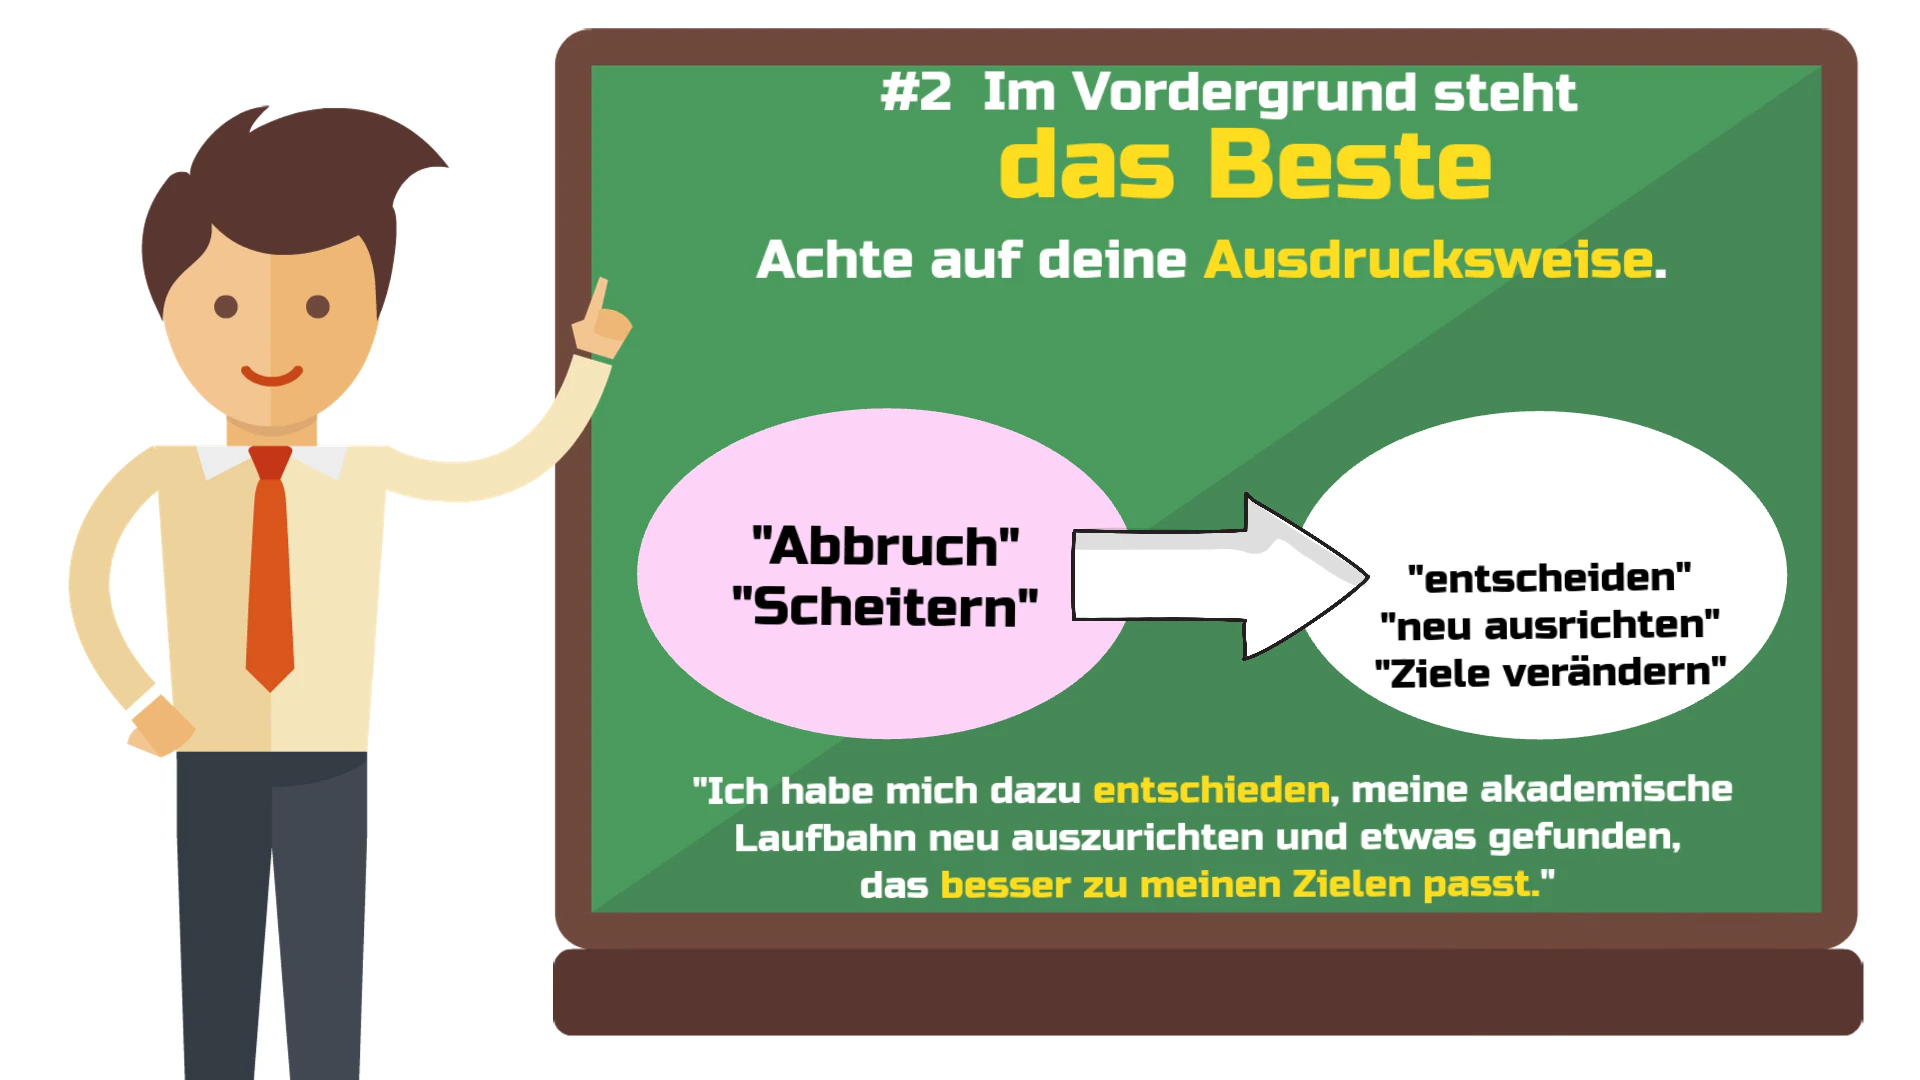 #2 Im Vordergrund steht
das Beste
Achte auf deine Ausdrucksweise.
"Abbruch"
"Scheitern"
"entscheiden"
"neu ausrichten"
"Ziele verändern"
"Ich habe mich dazu entschieden, meine akademische
Laufbahn neu auszurichten und etwas gefunden,
das besser zu meinen Zielen passt."